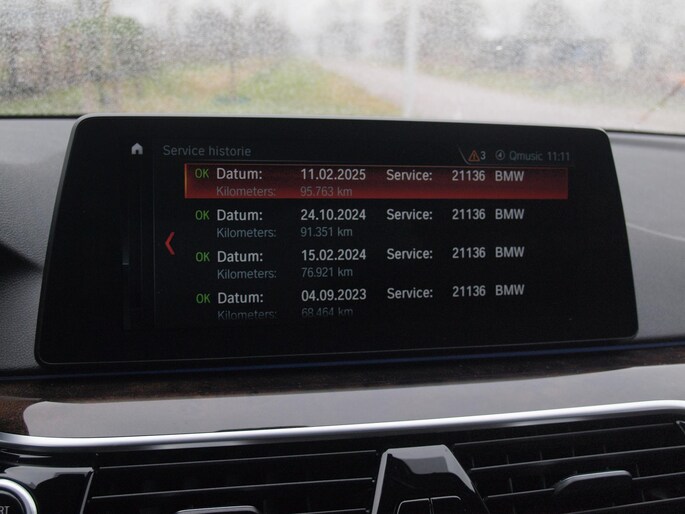 Service historie 3 Qmusic 11:11
OK Datum: 11.02.2025 Service: 21136 BMW
Kilometers: 95.763 km
OK Datum: 24.10.2024 Service: 21136 BMW
Kilometers: 91.351 km
OK Datum: 15.02.2024 Service: 21136 BMW
Kilometers: 76.921 km
OK Datum: 04.09.2023 Service: 21136 BMW
Kilometers: 68.464 km